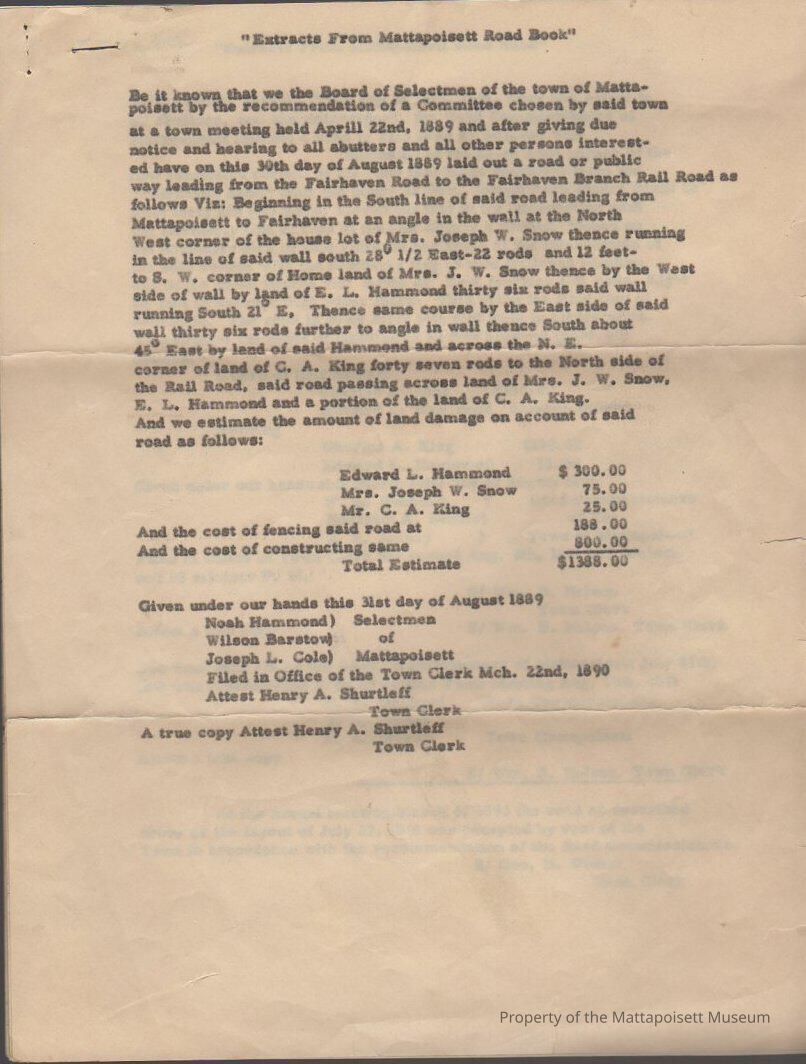 "Extracts From Mattapoisett Road Book"
Be it known that we the Board of Selectmen of the town of Matta-
poisett by the recommendation of a Committee chosen by said town
at a town meeting held Aprill 22nd, 1889 and after giving due
notice and hearing to all abutters and all other persons interest-
ed have on this 30th day of August 1889 laid out a road or public
way leading from the Fairhaven Road to the Fairhaven Branch Rail Road as
follows Viz: Beginning in the South line of said road leading from
Mattapoisett to Fairhaven at an angle in the wall at the North
West corner of the house lot of Mrs. Joseph W. Snow thence running
in the line of said wall south 28° 1/2 East-22 rods and 12 feet-
to S. W. corner of Home land of Mrs. J. W. Snow thence by the West
side of wall by land of E. L. Hammond thirty six rods said wall
running South 21° E, Thence same course by the East side of said
wall thirty six rods further to angle in wall thence South about
45° East by land of said Hammond and across the N. E.
corner of land of C. A. King forty seven rods to the North side of
the Rail Road, said road passing across land of Mrs. J. W. Snow,
E. L. Hammond and a portion of the land of C. A. King.
And we estimate the amount of land damage on account of said
road as follows:
Edward L. Hammond $ 300.00
Mrs. Joseph W. Snow 75.00
Mr. C. A. King 25.00
And the cost of fencing said road at 188.00
And the cost of constructing same 800.00
Total Estimate $1388.00
Given under our hands this 31st day of August 1889
Noah Hammond) Selectmen
Wilson Barstow) of
Joseph L. Cole) Mattapoisett
Filed in Office of the Town Clerk Mch. 22nd, 1890
Attest Henry A. Shurtleff
Town Clerk
A true copy Attest Henry A. Shurtleff
Town Clerk
Property of the Mattapoisett Museum